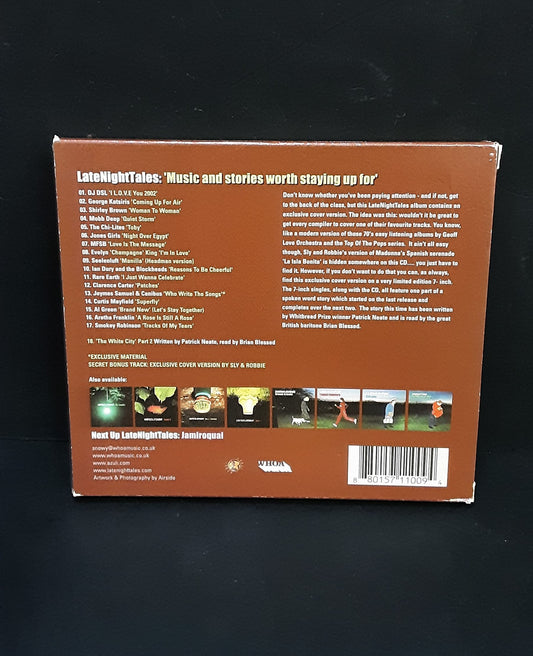 LateNightTales: 'Music and stories worth staying up for'
01. DJ DSL 'I L.O.V.E You 2002'
02. George Katsiris 'Coming Up For Air'
03. Shirley Brown 'Woman To Woman'
04. Mobb Deep 'Quiet Storm'
05. The Chi-Lites 'Toby'
06. Jones Girls 'Night Over Egypt'
07. MFSB 'Love Is The Message'
08. Evelyn 'Champagne' King 'I'm In Love'
09. Seelenluft 'Manilla' (Headman version)
10. Ian Dury and the Blockheads 'Reasons To Be Cheerful'
11. Rare Earth 'I Just Wanna Celebrate'
12. Clarence Carter 'Patches'
13. Jaymes Samuel & Canibus 'Who Write The Songs'*
14. Curtis Mayfield 'Superfly'
15. Al Green 'Brand New' (Let's Stay Together)
16. Aretha Franklin 'A Rose Is Still A Rose'
17. Smokey Robinson 'Tracks Of My Tears'
18. 'The White City' Part 2 Written by Patrick Neate, read by Brian Blessed
*EXCLUSIVE MATERIAL
SECRET BONUS TRACK: EXCLUSIVE COVER VERSION BY SLY & ROBBIE
Don't know whether you've been paying attention - and if not, get
to the back of the class, but this LateNightTales album contains an
exclusive cover version. The idea was this: wouldn't it be great to
get every compiler to cover one of their favourite tracks. You know,
like a modern version of those 70's easy listening albums by Geoff
Love Orchestra and the Top Of The Pops series. It ain't all easy
though, Sly and Robbie's version of Madonna's Spanish serenade
'La Isla Bonita' is hidden somewhere on this CD..... you just have to
find it. However, if you don't want to do that you can, as always,
find this exclusive cover version on a very limited edition 7- inch.
The 7-inch singles, along with the CD, all feature one part of a
spoken word story which started on the last release and
completes over the next two. The story this time has been written
by Whitbread Prize winner Patrick Neate and is read by the great
British baritone Brian Blessed.
Also available:
Next Up LateNightTales: Jamiroquai
snowy@whoamusic.co.uk
www.whoamusic.co.uk
www.azuli.com
www.latenighttales.com
Artwork & Photography by Airside
WHOA
8 80157 11009 4